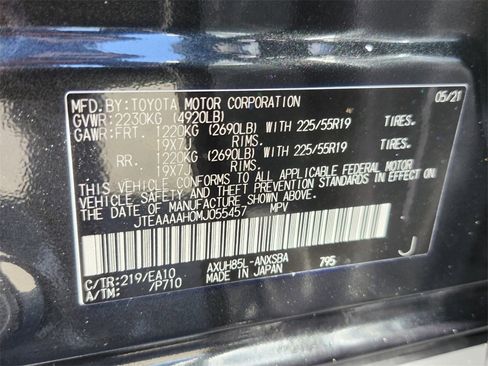 MFD.BY:TOYOTA MOTOR CORPORATION 05/21
GVWR:2230KG (4920LB)
GAWR:FRT. 1220KG (2690LB) WITH 225/55R19 TIRES.
19X7J RIMS.
RR. 1220KG (2690LB) WITH 225/55R19 TIRES.
19X7J RIMS.
THIS VEHICLE CONFORMS TO ALL APPLICABLE FEDERAL MOTOR
VEHICLE SAFETY AND THEFT PREVENTION STANDARDS IN EFFECT ON
THE DATE OF MANUFACTURE SHOWN ABOVE.
JTEAAAAH0MJ055457 MPV
C/TR:219/EA10 AXUH85L-ANXSBA 795 J
A/TM: /P710 MADE IN JAPAN